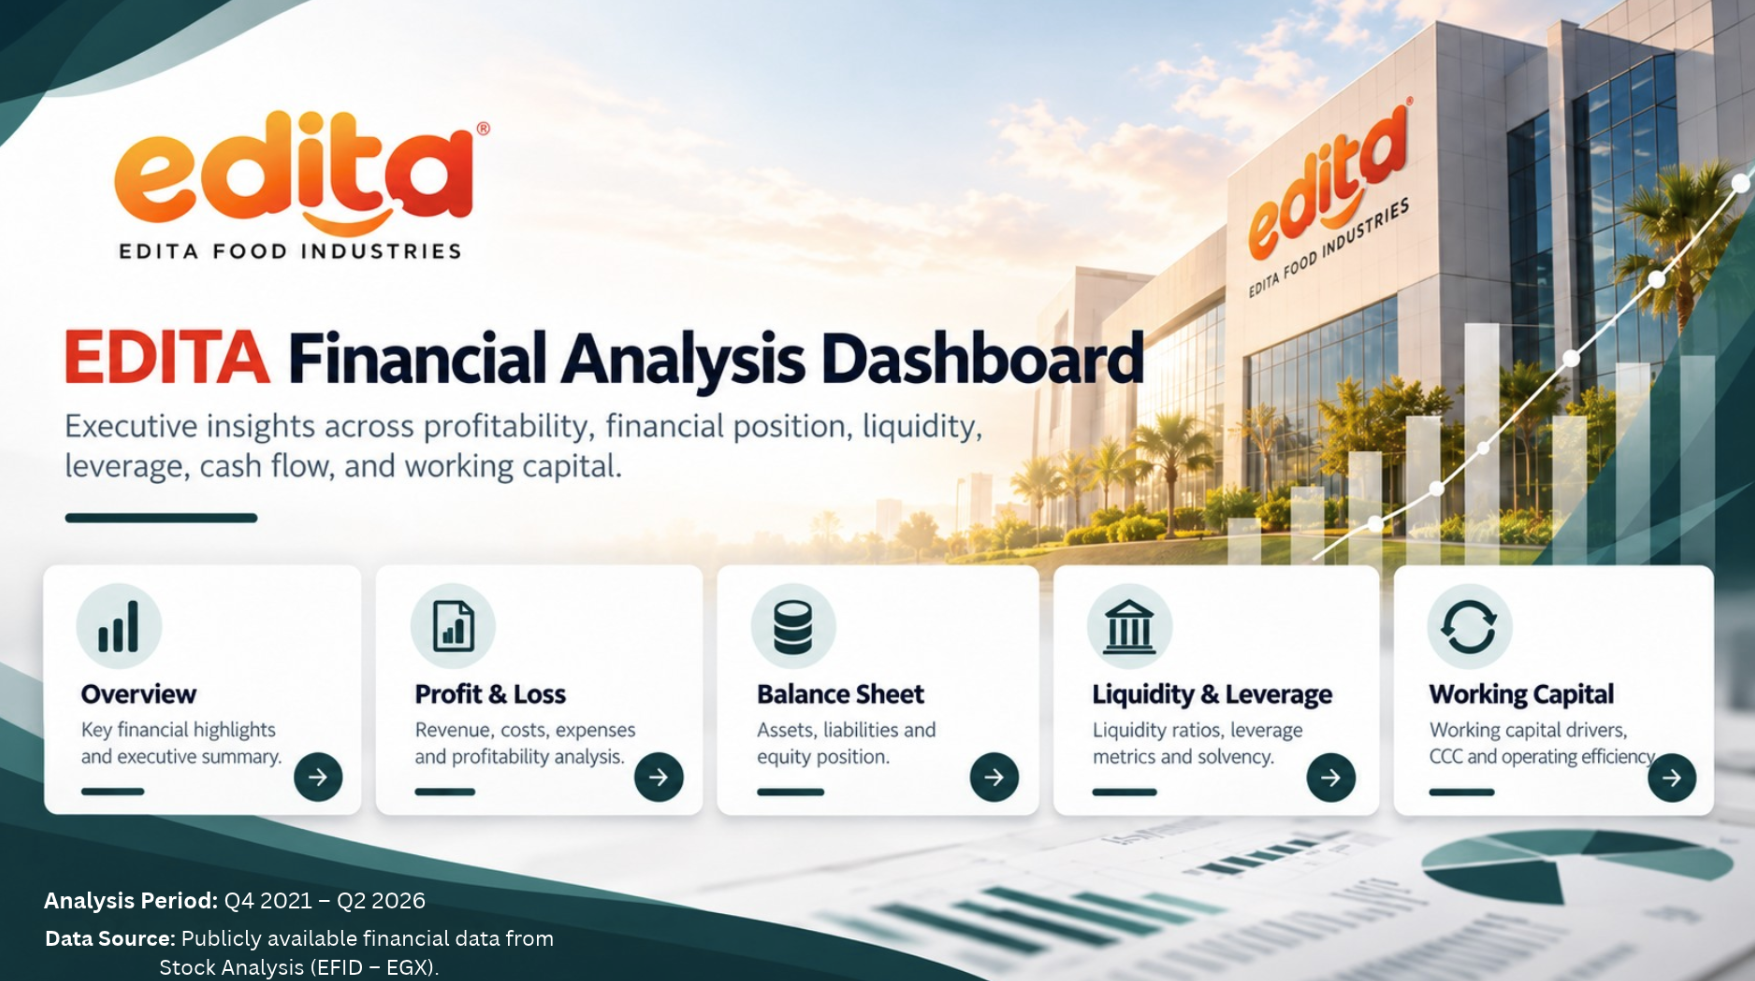 edita®
EDITA FOOD INDUSTRIES
edita®
EDITA FOOD INDUSTRIES
EDITA Financial Analysis Dashboard
Executive insights across profitability, financial position, liquidity,
leverage, cash flow, and working capital.
Overview
Key financial highlights
and executive summary.
Profit & Loss
Revenue, costs, expenses
and profitability analysis.
Balance Sheet
Assets, liabilities and
equity position.
Liquidity & Leverage
Liquidity ratios, leverage
metrics and solvency.
Working Capital
Working capital drivers,
CCC and operating efficiency
Analysis Period: Q4 2021 – Q2 2026
Data Source: Publicly available financial data from
Stock Analysis (EFID – EGX).